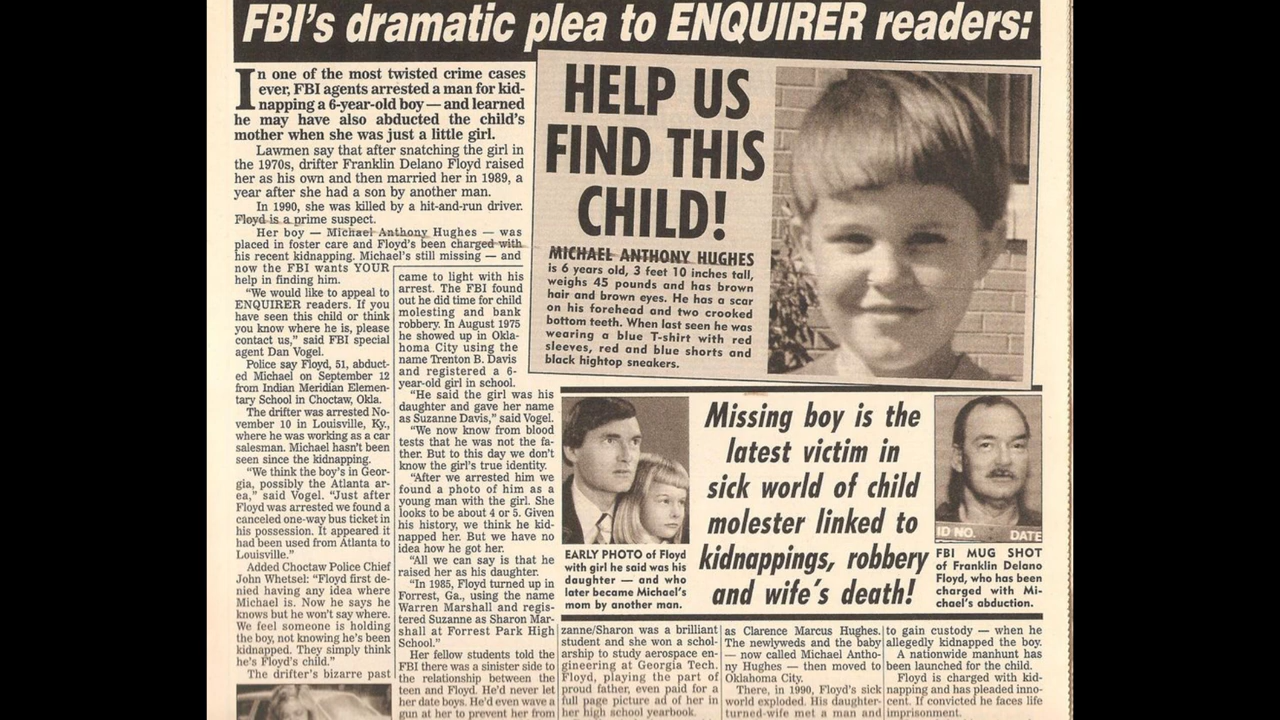 FBI's dramatic plea to ENQUIRER readers:
In one of the most twisted crime cases
ever, FBI agents arrested a man for kid-
napping a 6-year-old boy — and learned
he may have also abducted the child's
mother when she was just a little girl.
Lawmen say that after snatching the girl in
the 1970s, drifter Franklin Delano Floyd raised
her as his own and then married her in 1989, a
year after she had a son by another man.
In 1990, she was killed by a hit-and-run driver.
Floyd is a prime suspect.
Her boy — Michael Anthony Hughes — was
placed in foster care and Floyd's been charged with
his recent kidnapping. Michael's still missing — and
now the FBI wants YOUR
help in finding him.
"We would like to appeal to
ENQUIRER readers. If you
have seen this child or think
you know where he is, please
contact us," said FBI special
agent Dan Vogel.
Police say Floyd, 51, abduct-
ed Michael on September 12
from Indian Meridian Elemen-
tary School in Choctaw, Okla.
The drifter was arrested No-
vember 10 in Louisville, Ky.,
where he was working as a car
salesman. Michael hasn't been
seen since the kidnapping.
"We think the boy's in Geor-
gia, possibly the Atlanta ar-
ea," said Vogel. "Just after
Floyd was arrested we found a
canceled one-way bus ticket in
his possession. It appeared it
had been used from Atlanta to
Louisville."
Added Choctaw Police Chief
John Whetsel: "Floyd first de-
nied having any idea where
Michael is. Now he says he
knows but he won't say where.
We feel someone is holding
the boy, not knowing he's been
kidnapped. They simply think
he's Floyd's child."
The drifter's bizarre past
came to light with his
arrest. The FBI found
out he did time for child
molesting and bank
robbery. In August 1975
he showed up in Okla-
homa City using the
name Trenton B. Davis
and registered a 6-
year-old girl in school.
"He said the girl was his
daughter and gave her name
as Suzanne Davis," said Vogel.
"We now know from blood
tests that he was not the fa-
ther. But to this day we don't
know the girl's true identity.
"After we arrested him we
found a photo of him as a
young man with the girl. She
looks to be about 4 or 5. Given
his history, we think he kid-
napped her. But we have no
idea how he got her.
"All we can say is that he
raised her as his daughter.
"In 1985, Floyd turned up in
Forrest, Ga., using the name
Warren Marshall and regis-
tered Suzanne as Sharon Mar-
shall at Forrest Park High
School."
Her fellow students told the
FBI there was a sinister side to
the relationship between the
teen and Floyd. He'd never let
her date boys. He'd even wave a
gun at her to prevent her from
HELP US
FIND THIS
CHILD!
MICHAEL ANTHONY HUGHES
is 6 years old, 3 feet 10 inches tall,
weighs 45 pounds and has brown
hair and brown eyes. He has a scar
on his forehead and two crooked
bottom teeth. When last seen he was
wearing a blue T-shirt with red
sleeves, red and blue shorts and
black hightop sneakers.
EARLY PHOTO of Floyd
with girl he said was his
daughter — and who
later became Michael's
mom by another man.
Missing boy is the
latest victim in
sick world of child
molester linked to
kidnappings, robbery
and wife's death!
ID NO. DATE
FBI MUG SHOT
of Franklin Delano
Floyd, who has been
charged with Mi-
chael's abduction.
zanne/Sharon was a brilliant
student and she won a schol-
arship to study aerospace en-
gineering at Georgia Tech.
Floyd, playing the part of
proud father, even paid for a
full page picture ad of her in
her high school yearbook.
as Clarence Marcus Hughes.
The newlyweds and the baby
— now called Michael Antho-
ny Hughes — then moved to
Oklahoma City.
There, in 1990, Floyd's sick
world exploded. His daughter-
turned-wife met a man and
to gain custody — when he
allegedly kidnapped the boy.
A nationwide manhunt has
been launched for the child.
Floyd is charged with kid-
napping and has pleaded inno-
cent. If convicted he faces life
imprisonment.